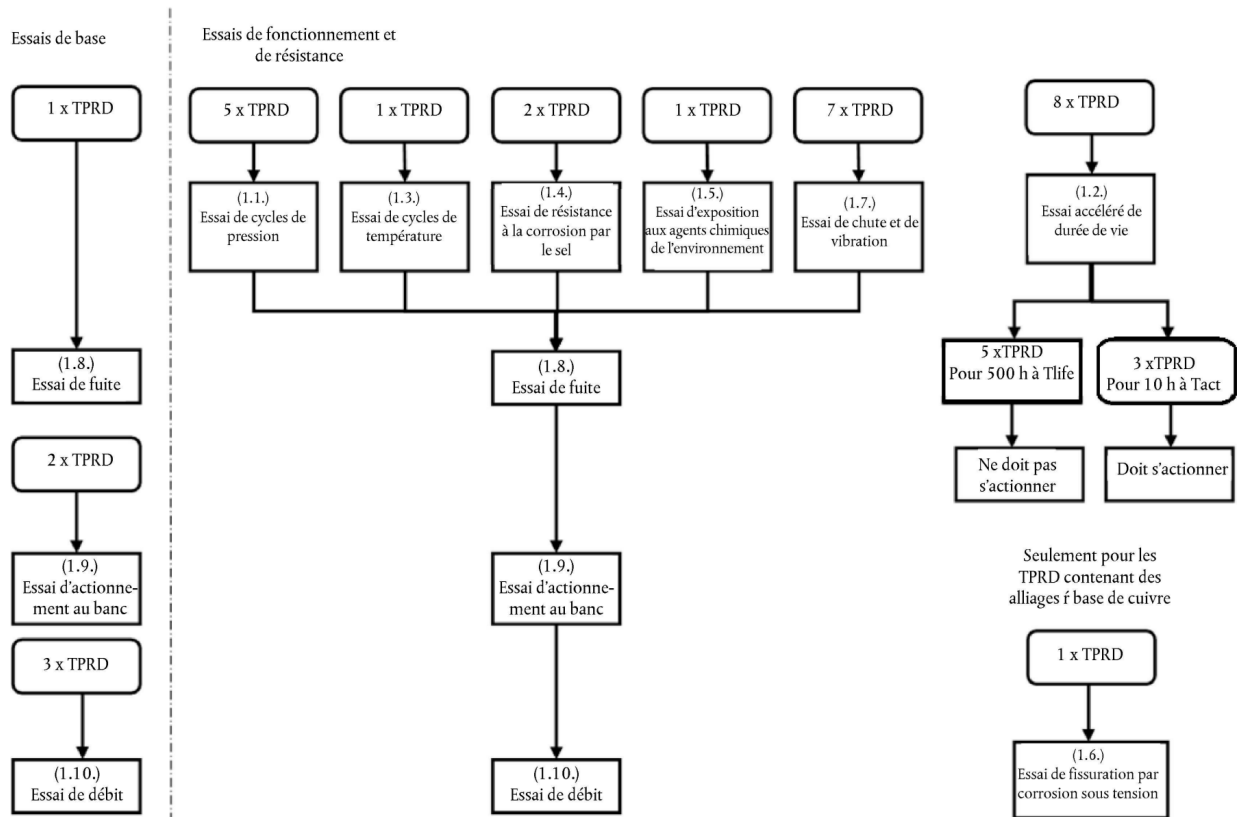 Essais de base
1 x TPRD
(1.8.)
Essai de fuite
2 x TPRD
(1.9.)
Essai d'actionne-
ment au banc
3 x TPRD
(1.10.)
Essai de débit
Essais de fonctionnement et
de résistance
5 x TPRD
1 x TPRD
2 x TPRD
1 x TPRD
7 x TPRD
(1.1.)
Essai de cycles de
pression
(1.3.)
Essai de cycles de
température
(1.4.)
Essai de résistance
à la corrosion par
le sel
(1.5.)
Essai d'exposition
aux agents chimiques
de l'environnement
(1.7.)
Essai de chute et de
vibration
(1.8.)
Essai de fuite
(1.9.)
Essai d'actionne-
ment au banc
(1.10.)
Essai de débit
8 x TPRD
(1.2.)
Essai accéléré de
durée de vie
5 xTPRD
Pour 500 h à Tlife
3 xTPRD
Pour 10 h à Tact
Ne doit pas
s'actionner
Doit s'actionner
Seulement pour les
TPRD contenant des
alliages ŕ base de cuivre
1 x TPRD
(1.6.)
Essai de fissuration par
corrosion sous tension